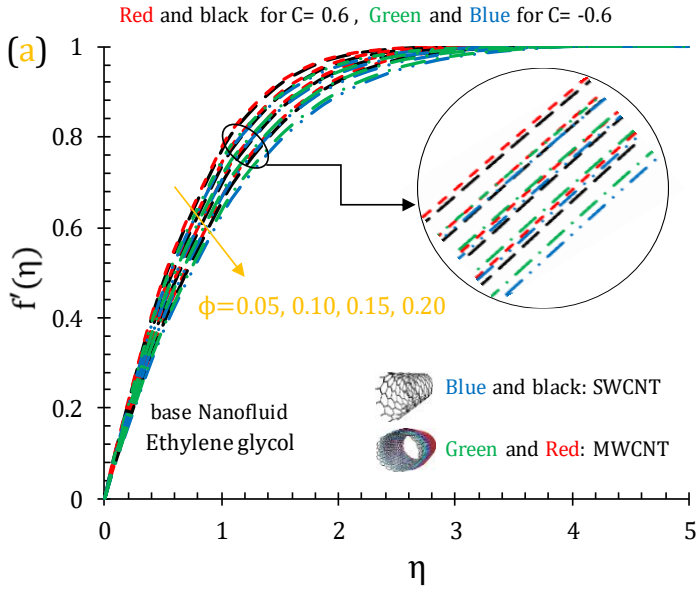 Red and black for C= 0.6 , Green and Blue for C= -0.6
(a)
1
0.8
0.6
0.4
0.2
0
f′(η)
ϕ=0.05, 0.10, 0.15, 0.20
base Nanofluid
Ethylene glycol
Blue and black: SWCNT
Green and Red: MWCNT
0 1 2 3 4 5
η